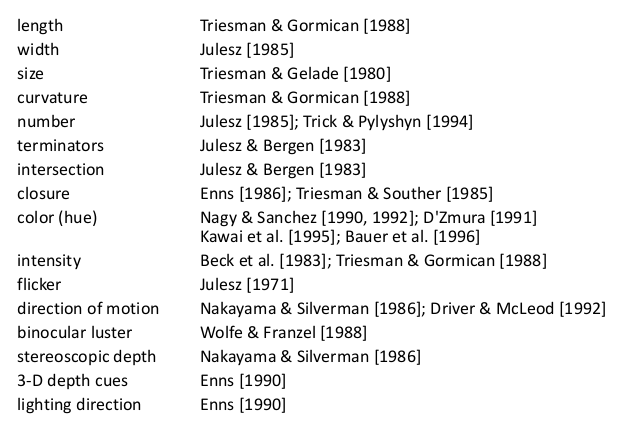 length Triesman & Gormican [1988]
width Julesz [1985]
size Triesman & Gelade [1980]
curvature Triesman & Gormican [1988]
number Julesz [1985]; Trick & Pylyshyn [1994]
terminators Julesz & Bergen [1983]
intersection Julesz & Bergen [1983]
closure Enns [1986]; Triesman & Souther [1985]
color (hue) Nagy & Sanchez [1990, 1992]; D'Zmura [1991]
Kawai et al. [1995]; Bauer et al. [1996]
intensity Beck et al. [1983]; Triesman & Gormican [1988]
flicker Julesz [1971]
direction of motion Nakayama & Silverman [1986]; Driver & McLeod [1992]
binocular luster Wolfe & Franzel [1988]
stereoscopic depth Nakayama & Silverman [1986]
3-D depth cues Enns [1990]
lighting direction Enns [1990]